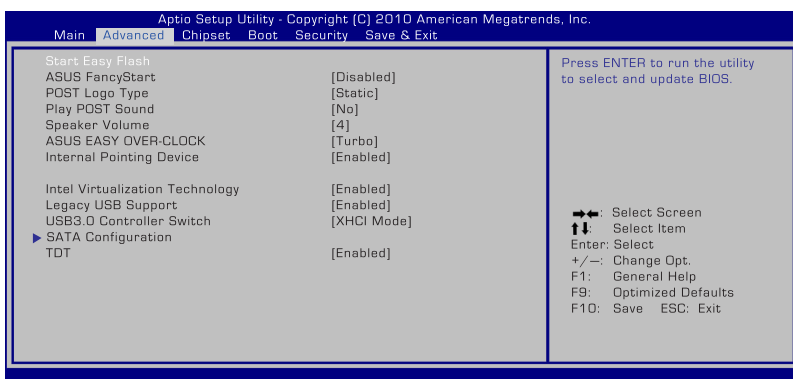 Aptio Setup Utility - Copyright (C) 2010 American Megatrends, Inc.
Main Advanced Chipset Boot Security Save & Exit
Start Easy Flash
ASUS FancyStart [Disabled]
POST Logo Type [Static]
Play POST Sound [No]
Speaker Volume [4]
ASUS EASY OVER-CLOCK [Turbo]
Internal Pointing Device [Enabled]
Intel Virtualization Technology [Enabled]
Legacy USB Support [Enabled]
USB3.0 Controller Switch [XHCI Mode]
SATA Configuration
TDT [Enabled]
Press ENTER to run the utility
to select and update BIOS.
→←: Select Screen
↑↓: Select Item
Enter: Select
+/—: Change Opt.
F1: General Help
F9: Optimized Defaults
F10: Save ESC: Exit